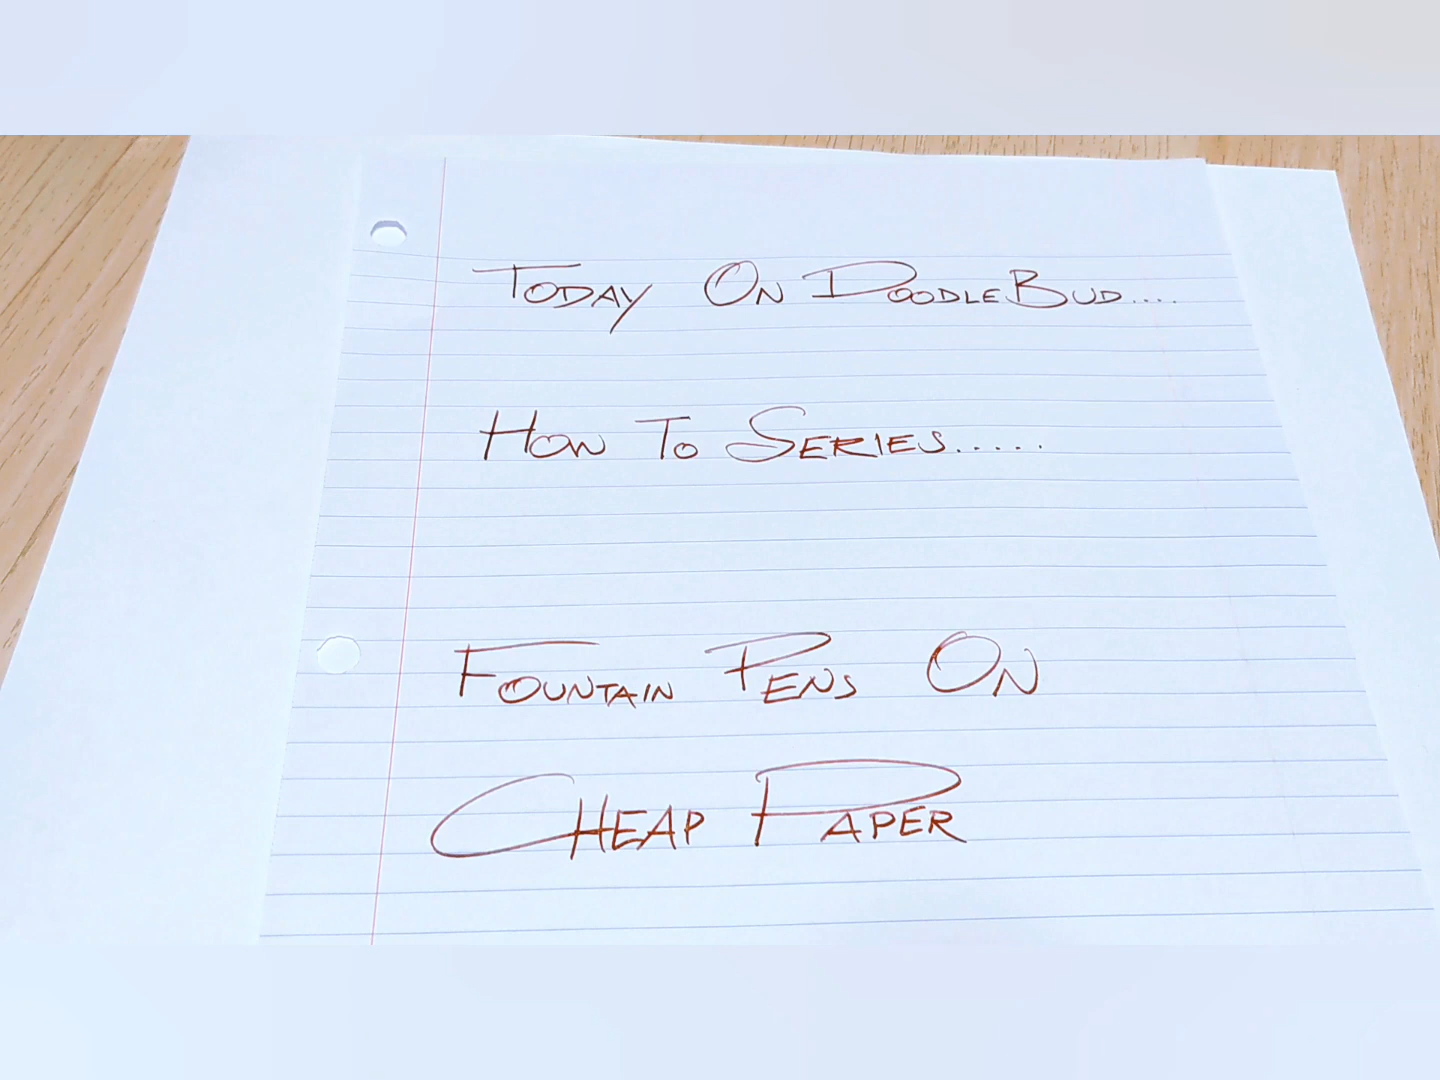 Today On DoodleBud....
How To Series.....
Fountain Pens On
Cheap Paper